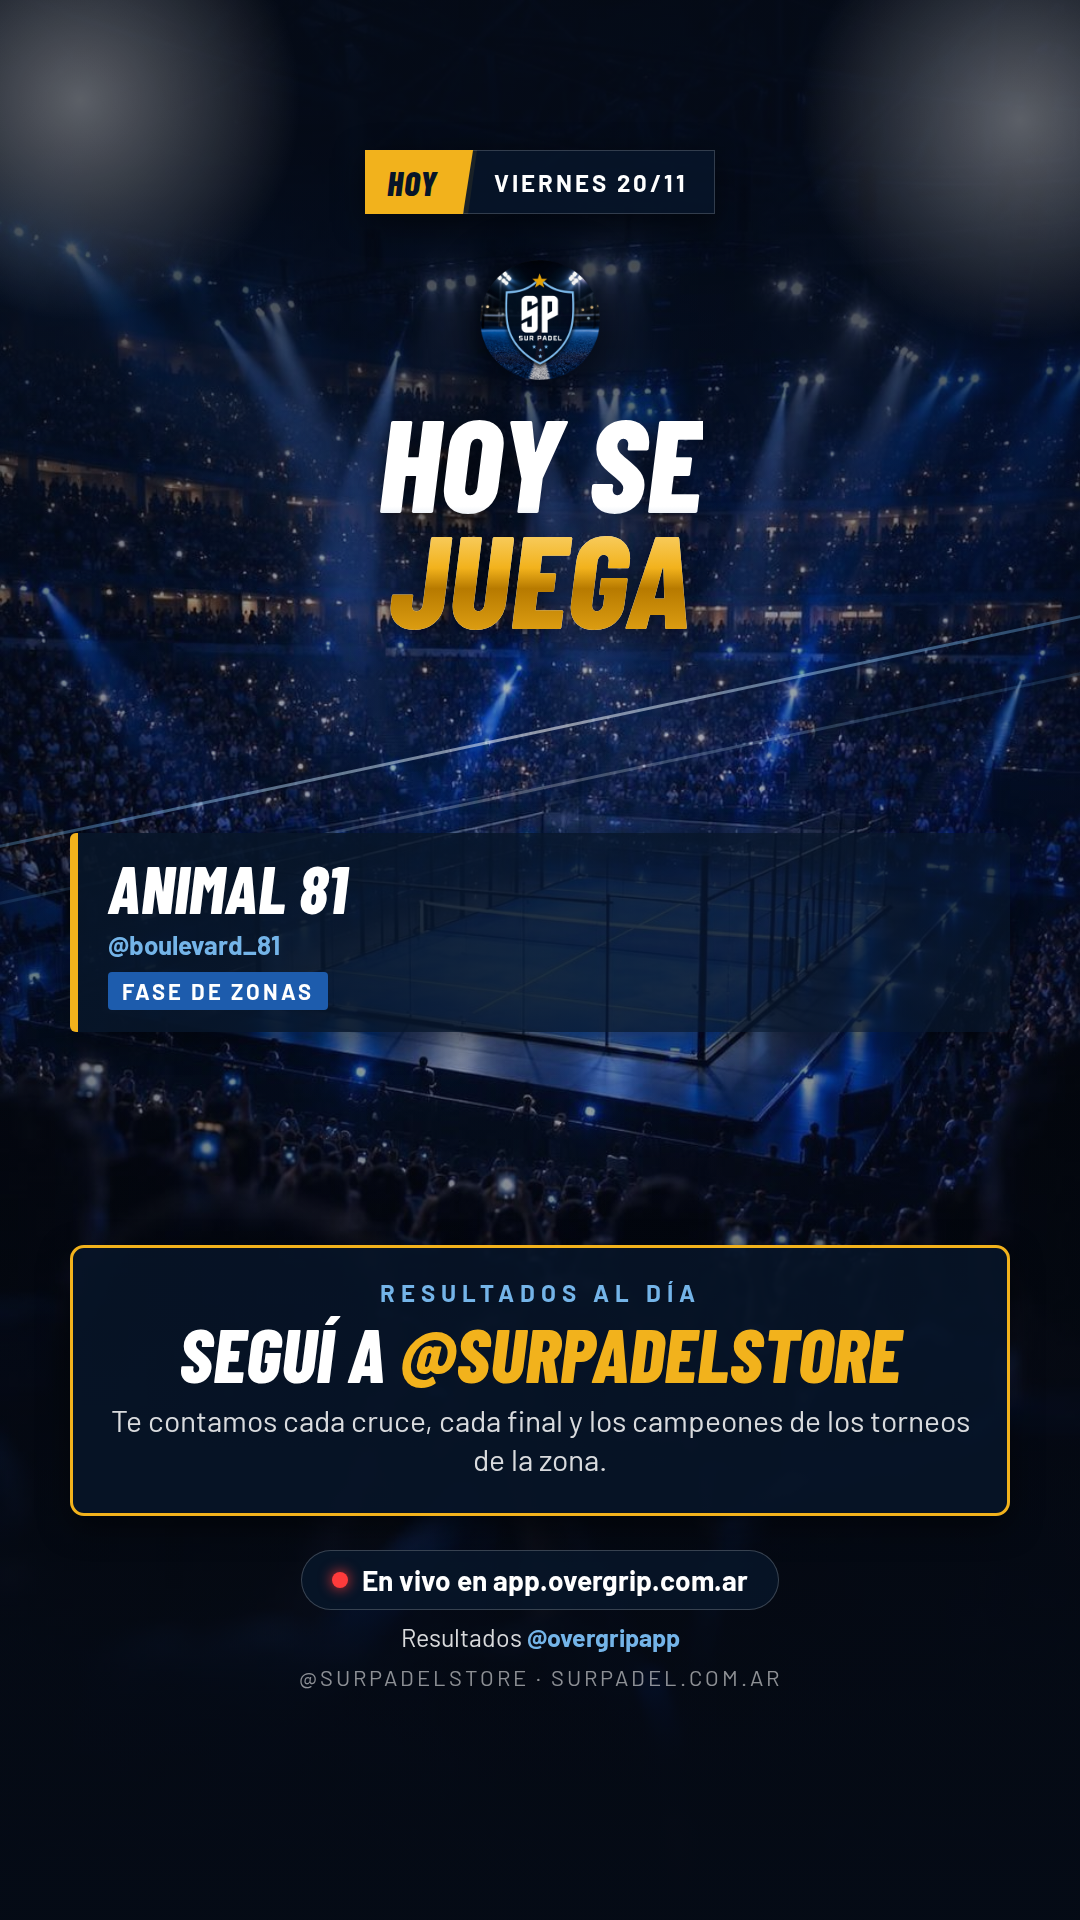 HOY
VIERNES 20/11
SP
SUR PADEL
HOY SE
JUEGA
ANIMAL 81
@boulevard_81
FASE DE ZONAS
RESULTADOS AL DÍA
SEGUÍ A @SURPADELSTORE
Te contamos cada cruce, cada final y los campeones de los torneos
de la zona.
En vivo en app.overgrip.com.ar
Resultados @overgripapp
@SURPADELSTORE · SURPADEL.COM.AR